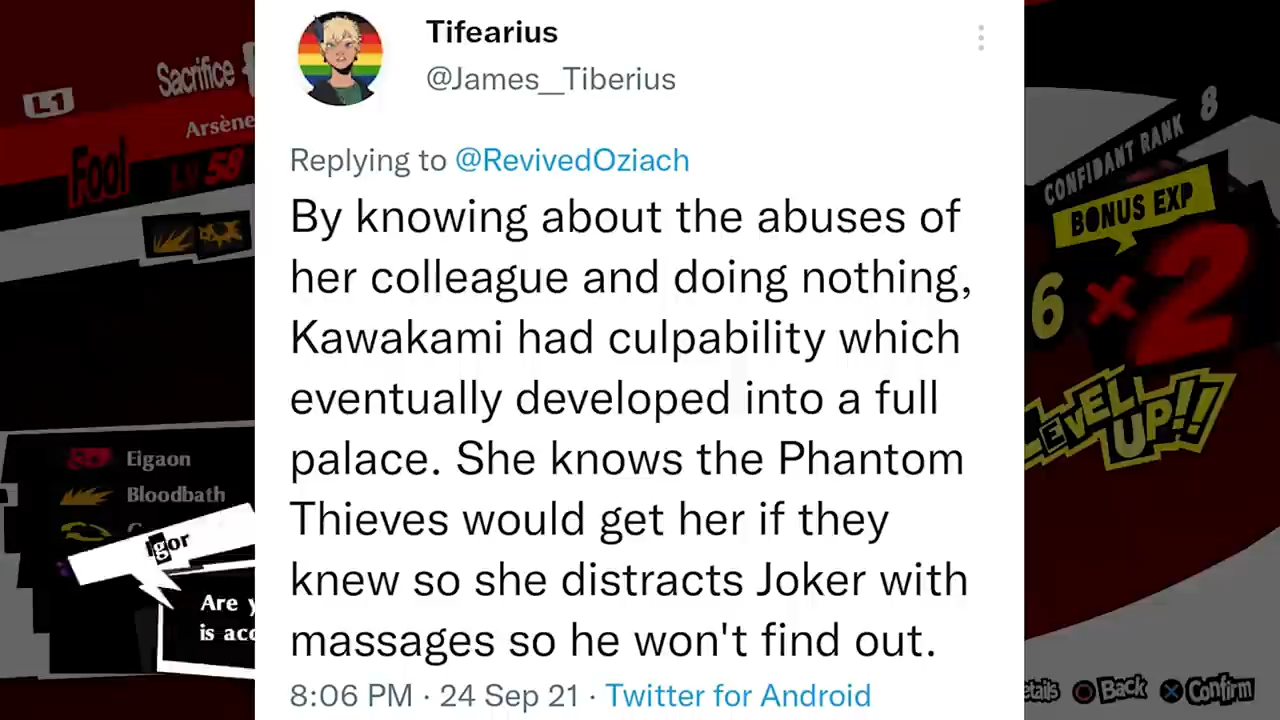 Tifearius
@James__Tiberius
Replying to @RevivedOziach
By knowing about the abuses of
her colleague and doing nothing,
Kawakami had culpability which
eventually developed into a full
palace. She knows the Phantom
Thieves would get her if they
knew so she distracts Joker with
massages so he won't find out.
8:06 PM · 24 Sep 21 · Twitter for Android
L1
Sacrifice
Arsène
Fool
LV 58
Eigaon
Bloodbath
Igor
Are
is
CONFIDANT RANK 8
BONUS EXP
6 × 2
LEVEL
UP!!
Back
Confirm